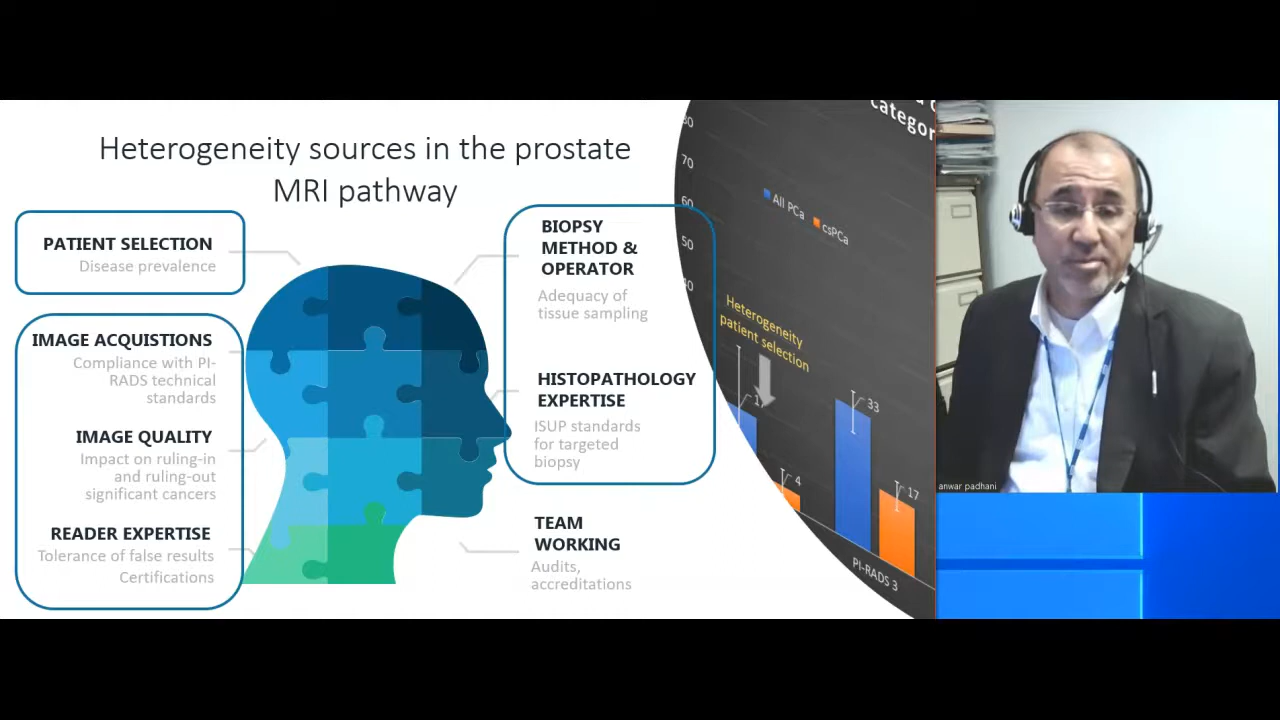 Heterogeneity sources in the prostate
MRI pathway
PATIENT SELECTION
Disease prevalence
IMAGE ACQUISTIONS
Compliance with PI-
RADS technical
standards
IMAGE QUALITY
Impact on ruling-in
and ruling-out
significant cancers
READER EXPERTISE
Tolerance of false results
Certifications
BIOPSY
METHOD &
OPERATOR
Adequacy of
tissue sampling
HISTOPATHOLOGY
EXPERTISE
ISUP standards
for targeted
biopsy
TEAM
WORKING
Audits,
accreditations
categor
70
60
50
All PCa
csPCa
Heterogeneity
patient selection
33
4
17
PI-RADS 3
anwar padhani